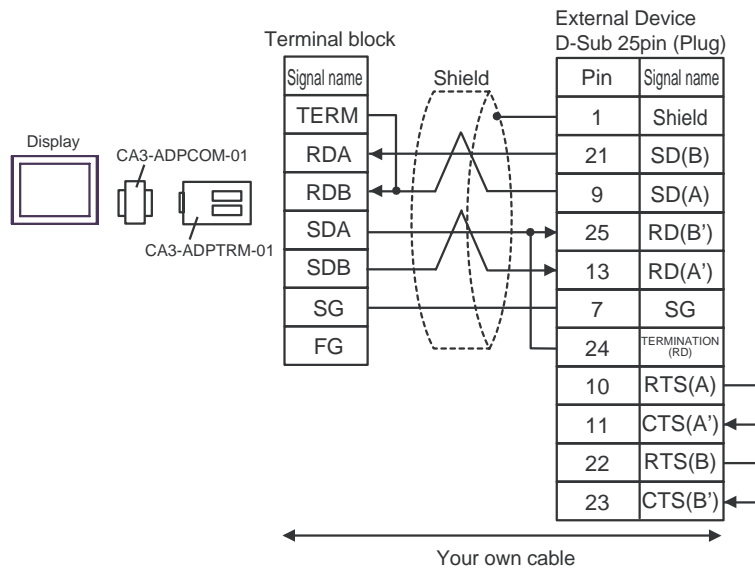 External Device
Terminal block
D-Sub 25pin (Plug)
Signal name
Shield
Pin
Signal name
TERM
1
Shield
Display
CA3-ADPCOM-01
RDA
21
SD(B)
RDB
9
SD(A)
CA3-ADPTRM-01
SDA
25
RD(B')
SDB
13
RD(A')
SG
7
SG
FG
24
TERMINATION
(RD)
10
RTS(A)
11
CTS(A')
22
RTS(B)
23
CTS(B')
Your own cable